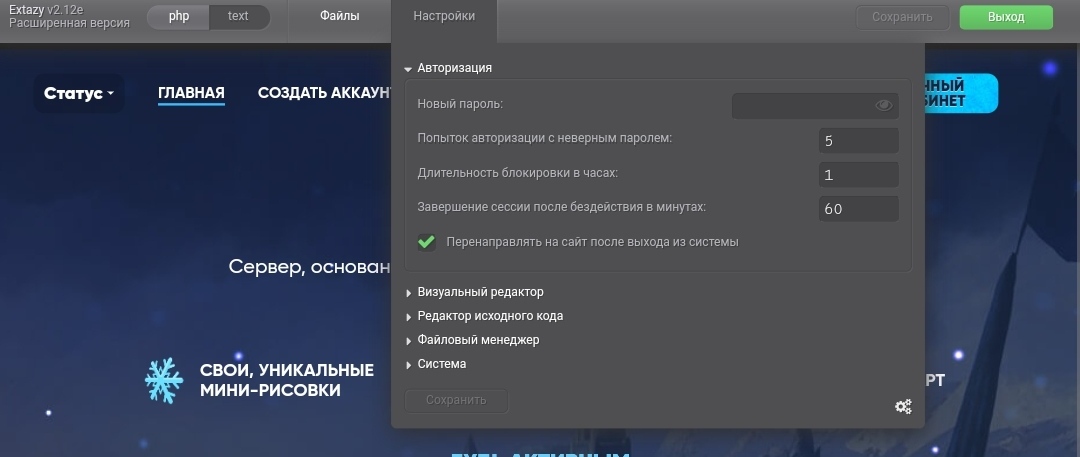 Extazy v2.12e
Расширенная версия
php
text
Файлы
Настройки
Сохранить
Выход
Статус
ГЛАВНАЯ
СОЗДАТЬ АККАУН
ННЫЙ
БИНЕТ
Авторизация
Новый пароль:
Попыток авторизации с неверным паролем:
5
Длительность блокировки в часах:
1
Завершение сессии после бездействия в минутах:
60
Перенаправлять на сайт после выхода из системы
Сервер, основан
Визуальный редактор
Редактор исходного кода
Файловый менеджер
Система
СВОИ, УНИКАЛЬНЫЕ
МИНИ-РИСОВКИ
РТ
Сохранить